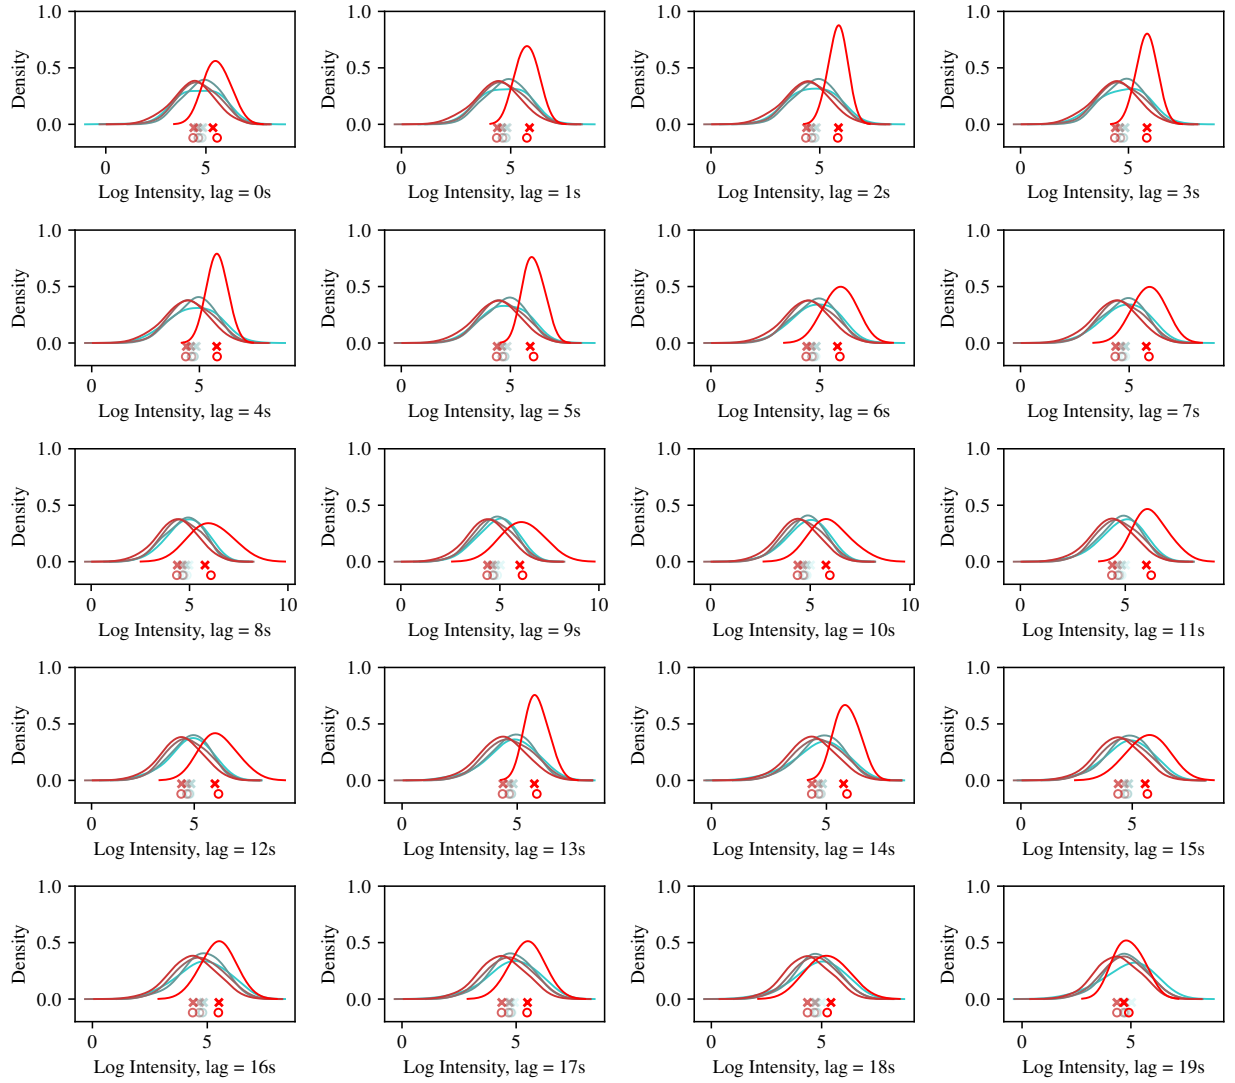 1.0 1.0 1.0 1.0
Density 0.5 Density 0.5 Density 0.5 Density 0.5
0.0 0.0 0.0 0.0
0 5 0 5 0 5 0 5
Log Intensity, lag = 0s Log Intensity, lag = 1s Log Intensity, lag = 2s Log Intensity, lag = 3s
1.0 1.0 1.0 1.0
Density 0.5 Density 0.5 Density 0.5 Density 0.5
0.0 0.0 0.0 0.0
0 5 0 5 0 5 0 5
Log Intensity, lag = 4s Log Intensity, lag = 5s Log Intensity, lag = 6s Log Intensity, lag = 7s
1.0 1.0 1.0 1.0
Density 0.5 Density 0.5 Density 0.5 Density 0.5
0.0 0.0 0.0 0.0
0 5 10 0 5 10 0 5 10 0 5
Log Intensity, lag = 8s Log Intensity, lag = 9s Log Intensity, lag = 10s Log Intensity, lag = 11s
1.0 1.0 1.0 1.0
Density 0.5 Density 0.5 Density 0.5 Density 0.5
0.0 0.0 0.0 0.0
0 5 0 5 0 5 0 5
Log Intensity, lag = 12s Log Intensity, lag = 13s Log Intensity, lag = 14s Log Intensity, lag = 15s
1.0 1.0 1.0 1.0
Density 0.5 Density 0.5 Density 0.5 Density 0.5
0.0 0.0 0.0 0.0
0 5 0 5 0 5 0 5
Log Intensity, lag = 16s Log Intensity, lag = 17s Log Intensity, lag = 18s Log Intensity, lag = 19s